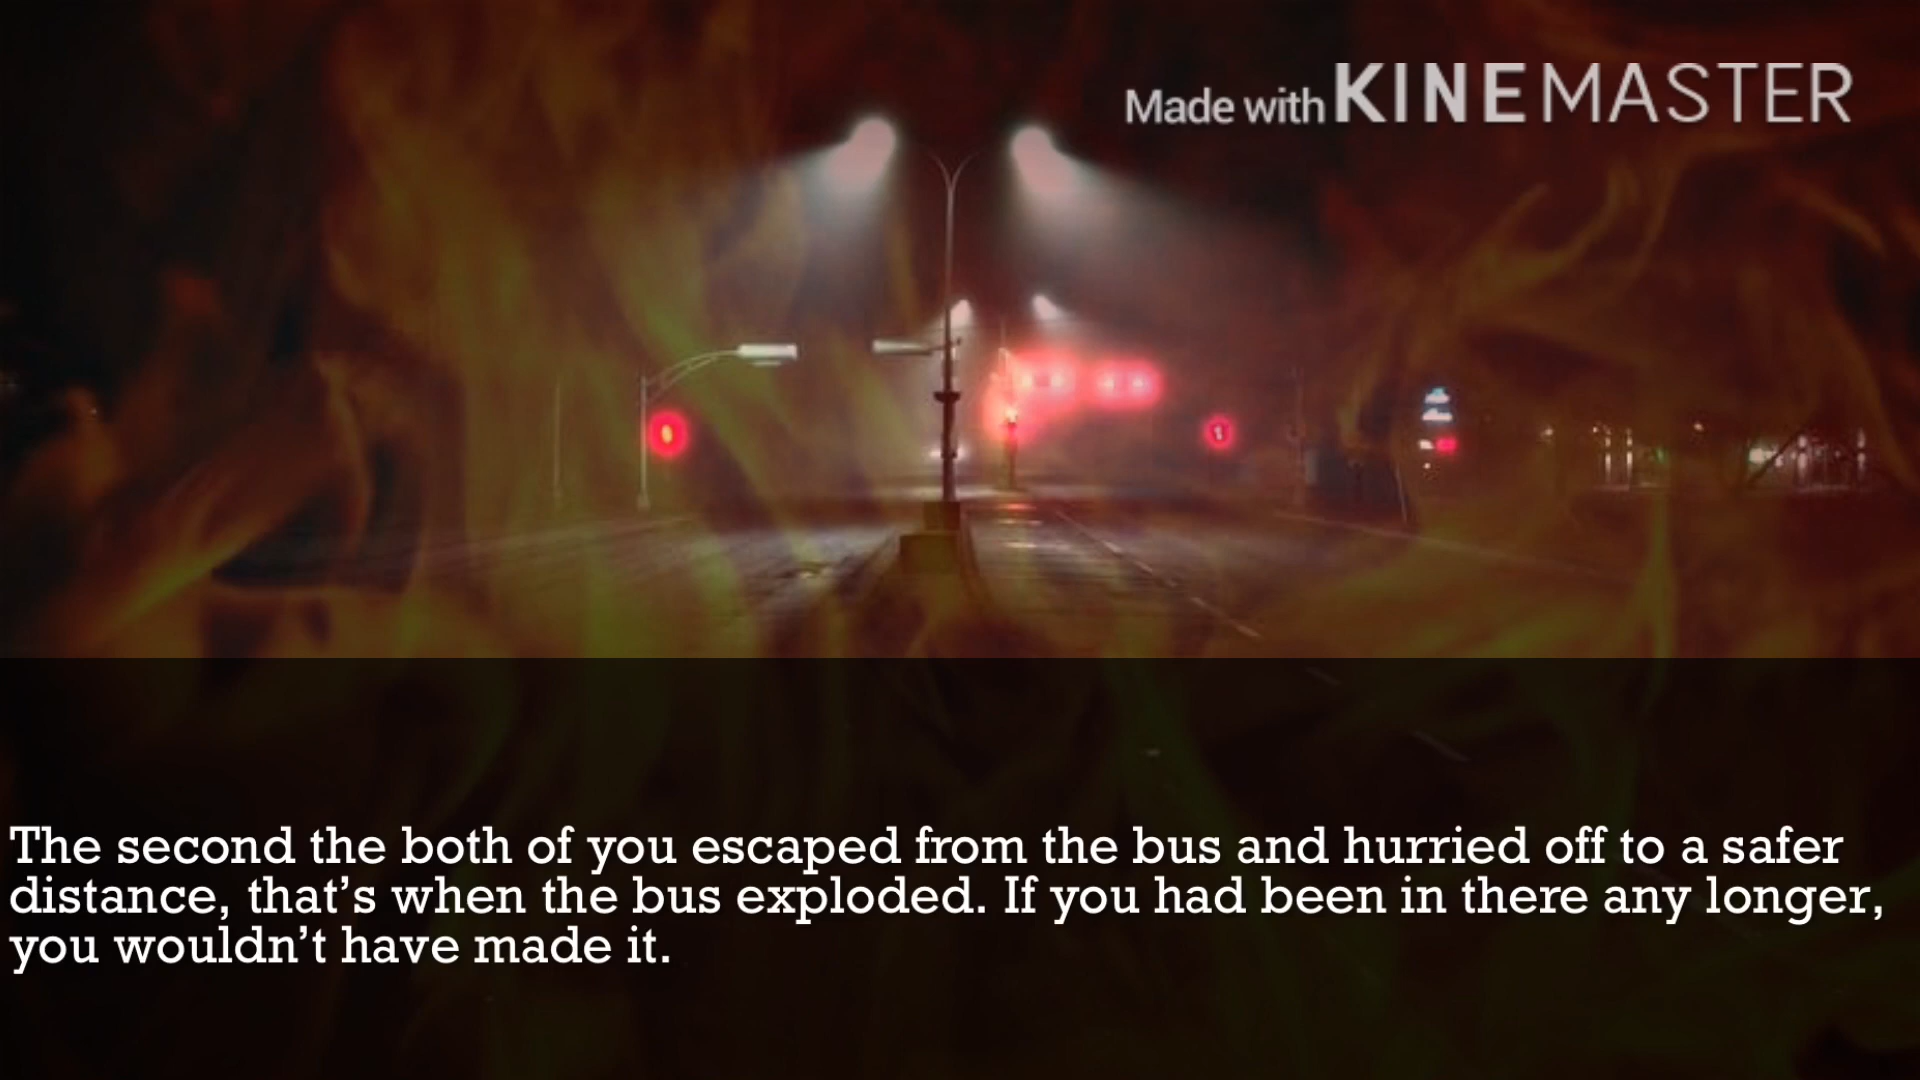 Made with KINEMASTER
The second the both of you escaped from the bus and hurried off to a safer
distance, that’s when the bus exploded. If you had been in there any longer,
you wouldn’t have made it.